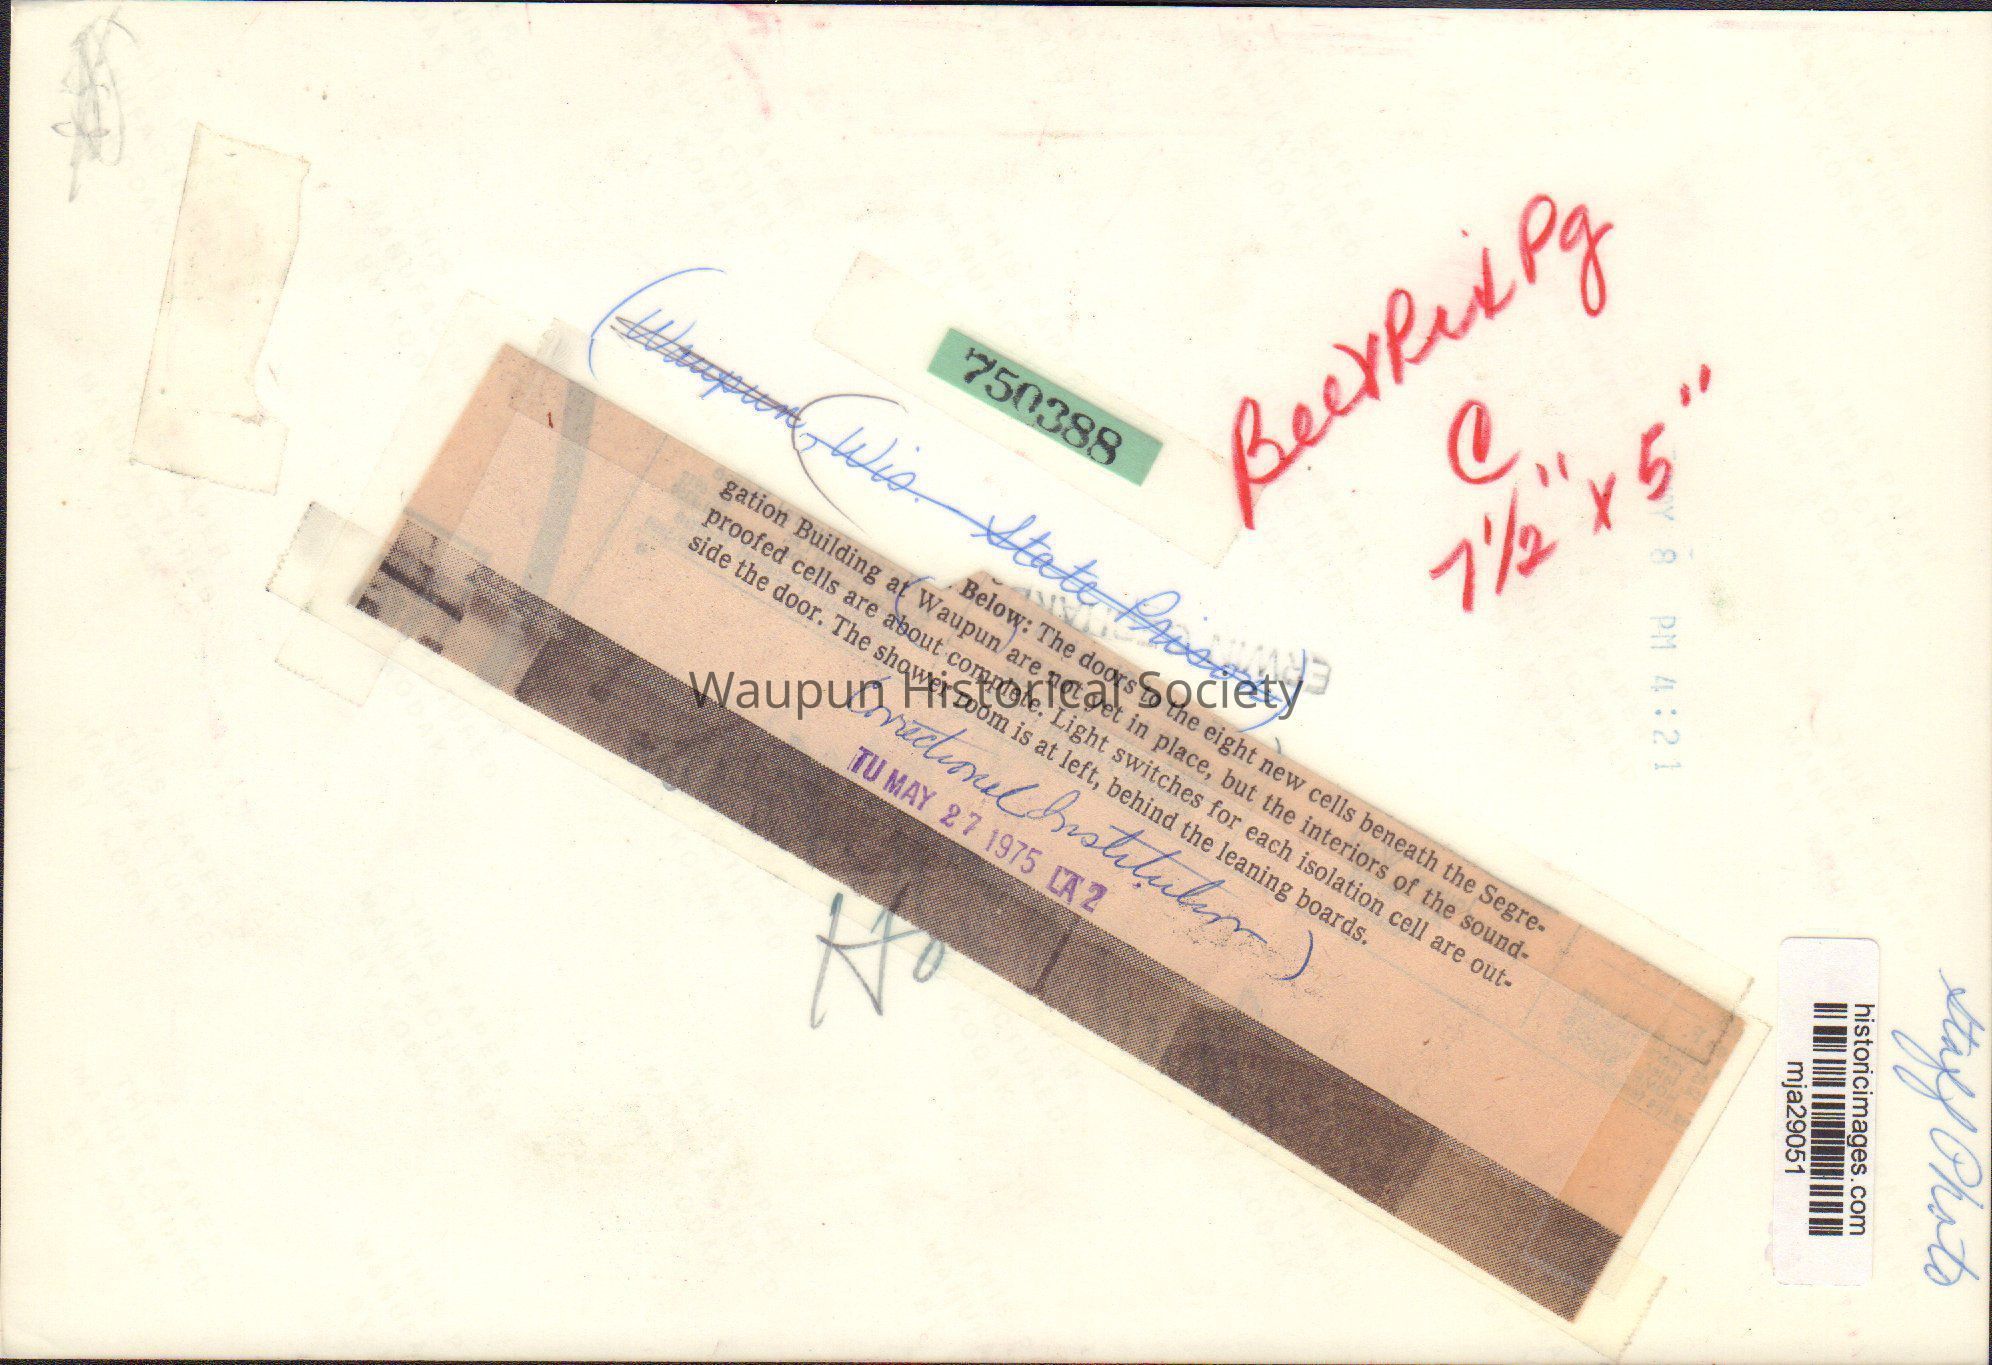 (Waupun, (Wis. State Prison)
750388
BeerRixPg
C
7 1/2" x 5"
Y 8 PM 4:21
Below: The doors to the eight new cells beneath the Segre-
gation Building at (Waupun) are not yet in place, but the interiors of the sound-
proofed cells are about complete. Light switches for each isolation cell are out-
side the door. The shower room is at left, behind the leaning boards.
Waupun Historical Society
(Correctional Institution)
TU MAY 27 1975 LA 2
historicimages.com
mja29051
staff Photo